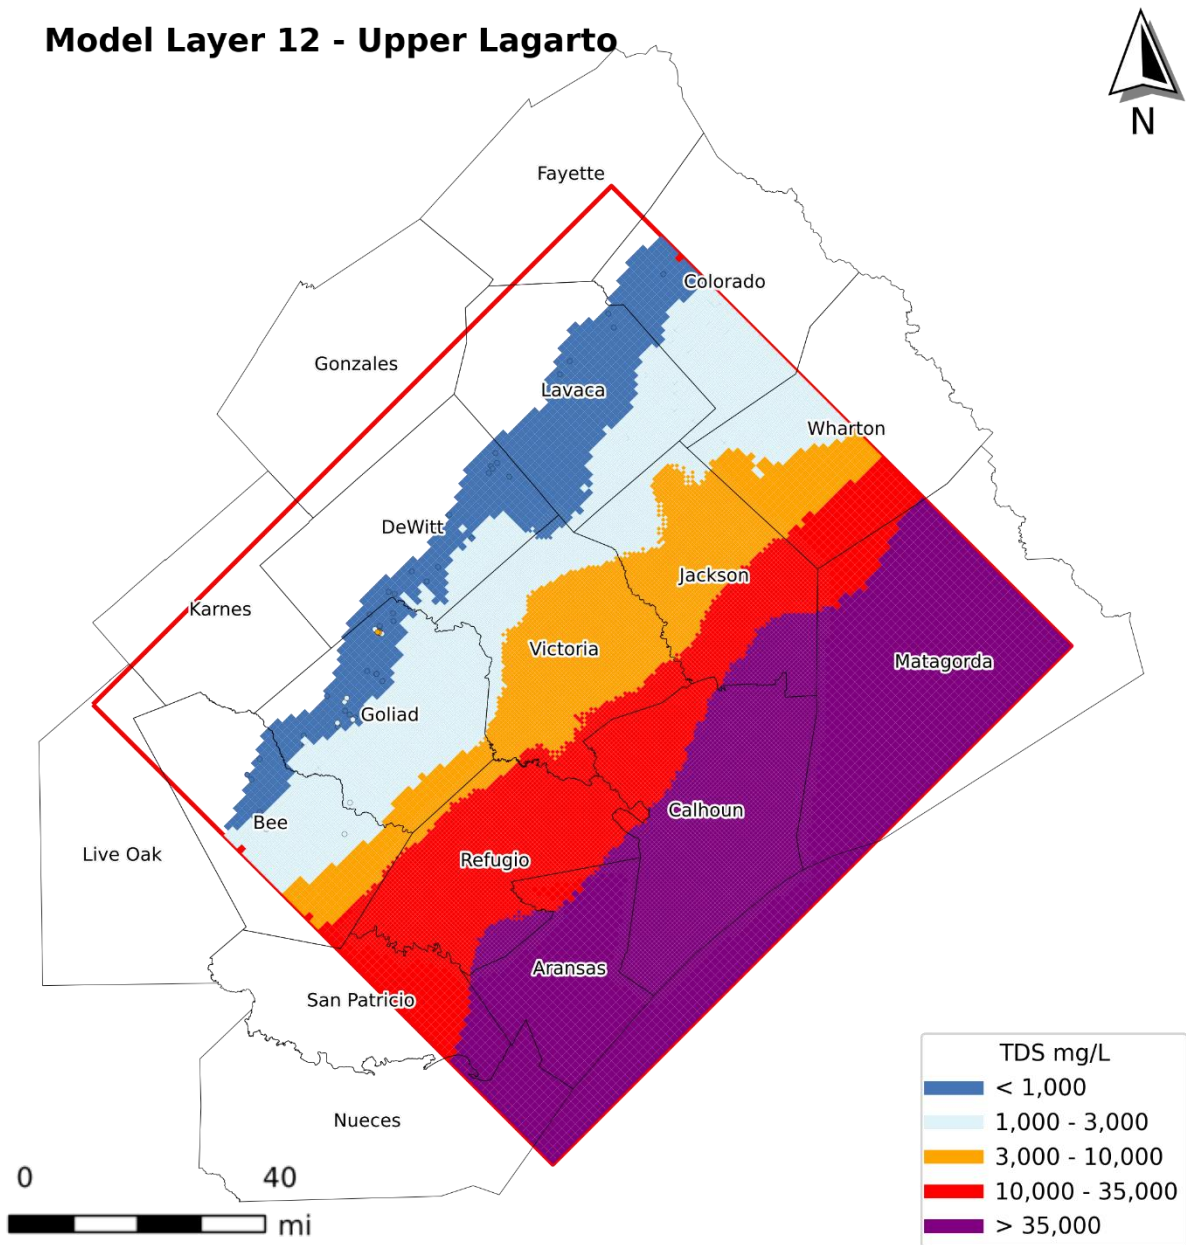 Model Layer 12 - Upper Lagarto
N
Fayette
Colorado
Gonzales
Lavaca
Wharton
DeWitt
Jackson
Karnes
Victoria
Matagorda
Goliad
Calhoun
Bee
Live Oak
Refugio
Aransas
San Patricio
Nueces
0 40
mi
TDS mg/L
< 1,000
1,000 - 3,000
3,000 - 10,000
10,000 - 35,000
> 35,000